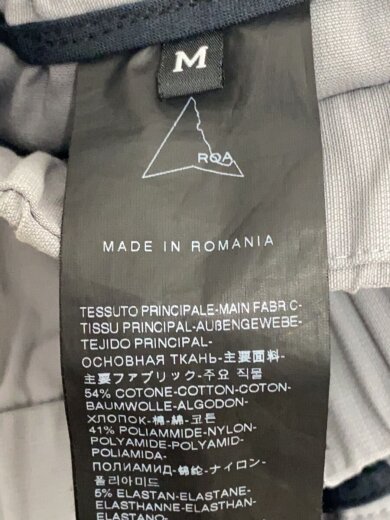 M
ROA
MADE IN ROMANIA
TESSUTO PRINCIPALE-MAIN FABRIC-
TISSU PRINCIPAL-AUßENGEWEBE-
TEJIDO PRINCIPAL-
ОСНОВНАЯ ТКАНЬ-主要面料-
主要ファブリック-주요 직물
54% COTONE-COTTON-COTON-
BAUMWOLLE-ALGODON-
ХЛОПОК-棉-綿-코튼
41% POLIAMMIDE-NYLON-
POLYAMIDE-POLYAMID-
POLIAMIDA-
ПОЛИАМИД-锦纶-ナイロン-
폴리아미드
5% ELASTAN-ELASTANE-
ELASTHANNE-ELASTHAN-
ELASTANO-